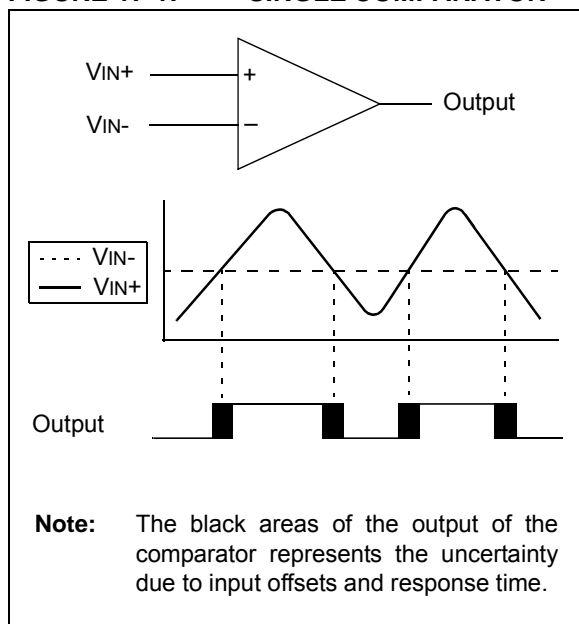 VIN+
+
Output
VIN-
–
VIN-
VIN+
Output
Note: The black areas of the output of the
comparator represents the uncertainty
due to input offsets and response time.